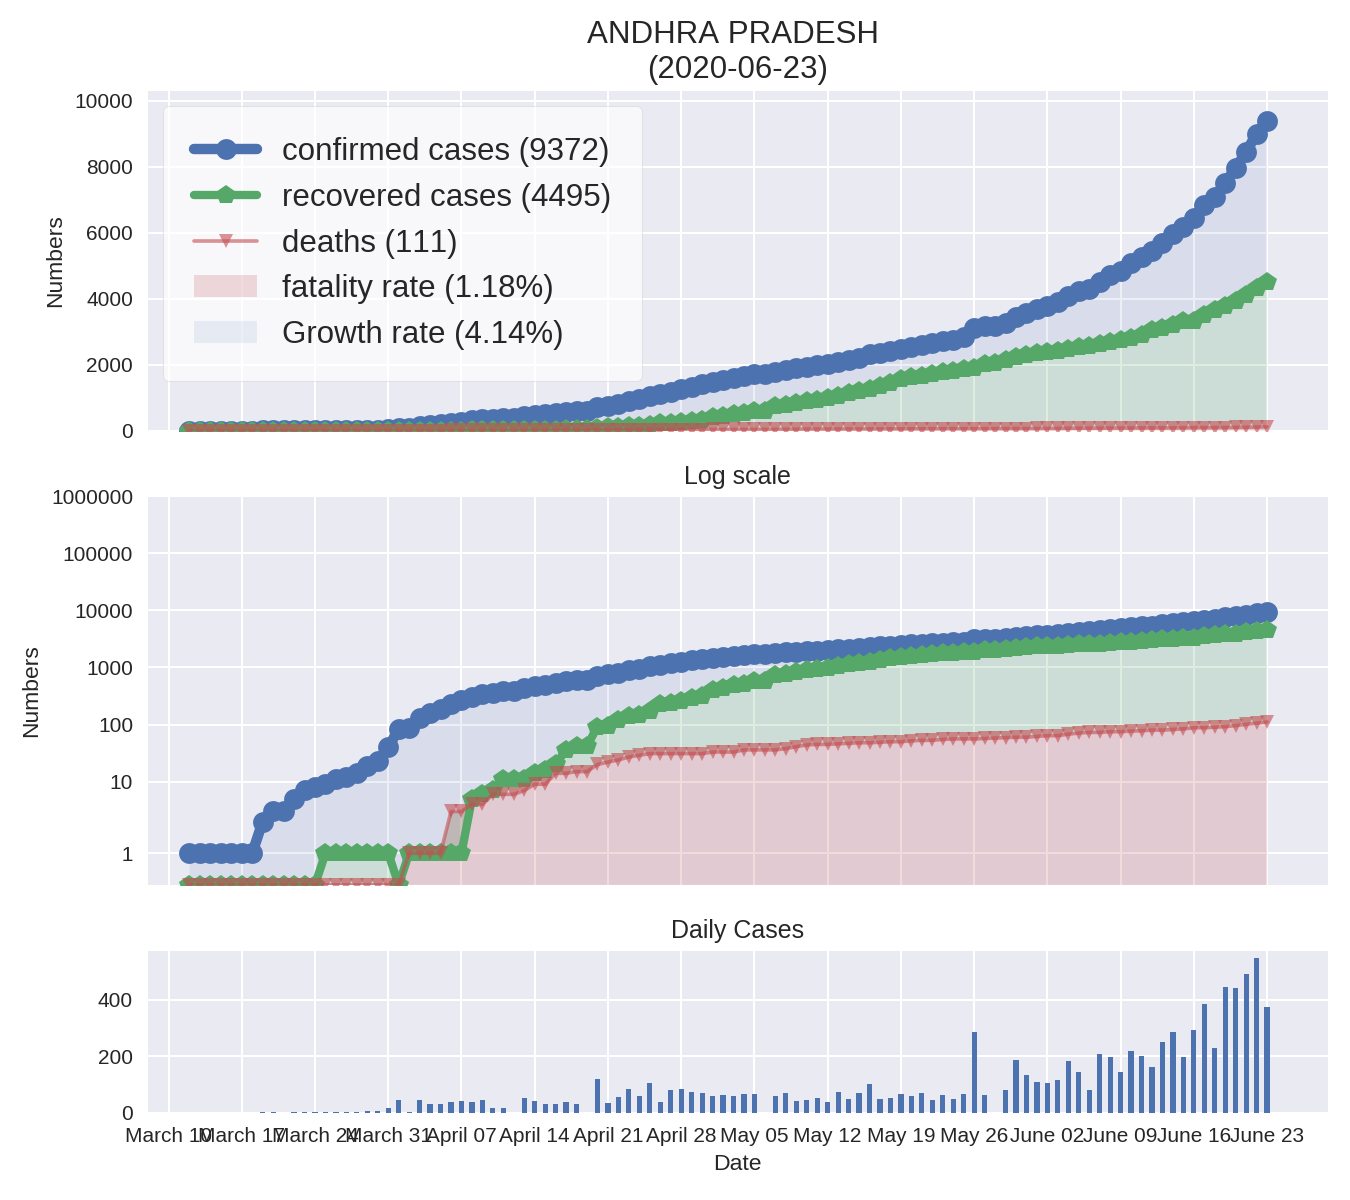 ANDHRA PRADESH
(2020-06-23)
10000
8000
6000
4000
2000
0
Numbers
confirmed cases (9372)
recovered cases (4495)
deaths (111)
fatality rate (1.18%)
Growth rate (4.14%)
Log scale
1000000
100000
10000
1000
100
10
1
Numbers
Daily Cases
400
200
0
March 10 March 17 March 24 March 31 April 07 April 14 April 21 April 28 May 05 May 12 May 19 May 26 June 02 June 09 June 16 June 23
Date